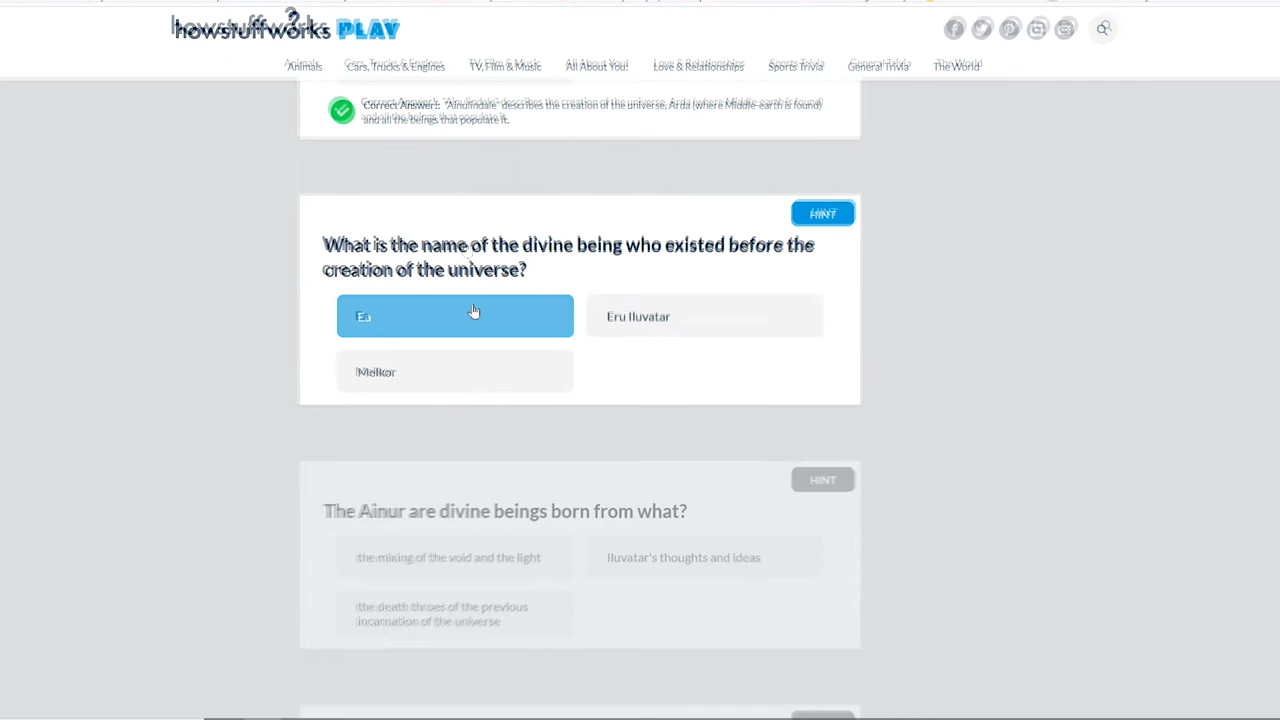 howstuffworks PLAY
Animals Cars, Trucks & Engines TV, Film & Music All About You! Love & Relationships Sports Trivia General Trivia The World
Correct Answer: "Ainulindale" describes the creation of the universe, Arda (where Middle-earth is found)
and all the beings that populate it.
HINT
What is the name of the divine being who existed before the
creation of the universe?
Ea
Eru Iluvatar
Melkor
HINT
The Ainur are divine beings born from what?
the mixing of the void and the light
Iluvatar's thoughts and ideas
the death throes of the previous
incarnation of the universe